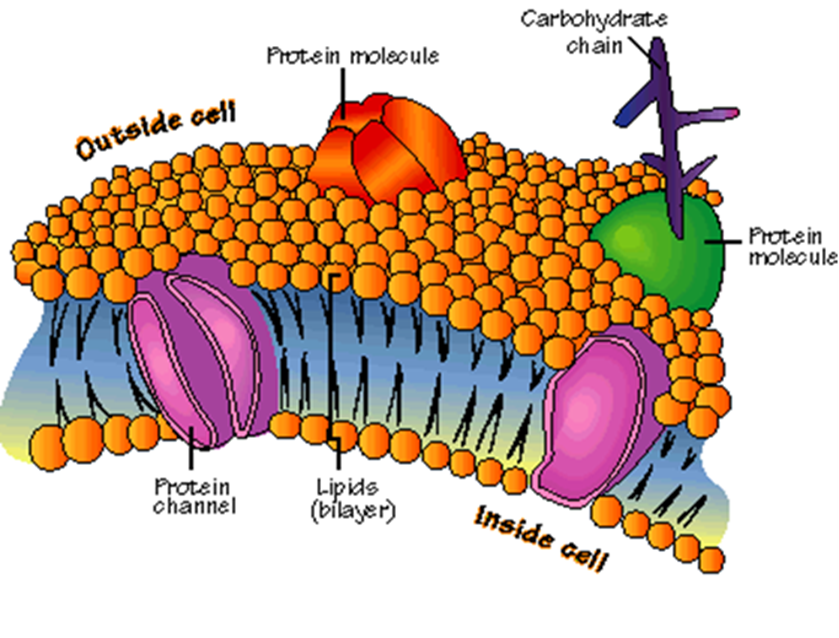 Carbohydrate
chain
Protein molecule
Outside cell
Protein
molecule
Protein
channel
Lipids
(bilayer)
Inside cell